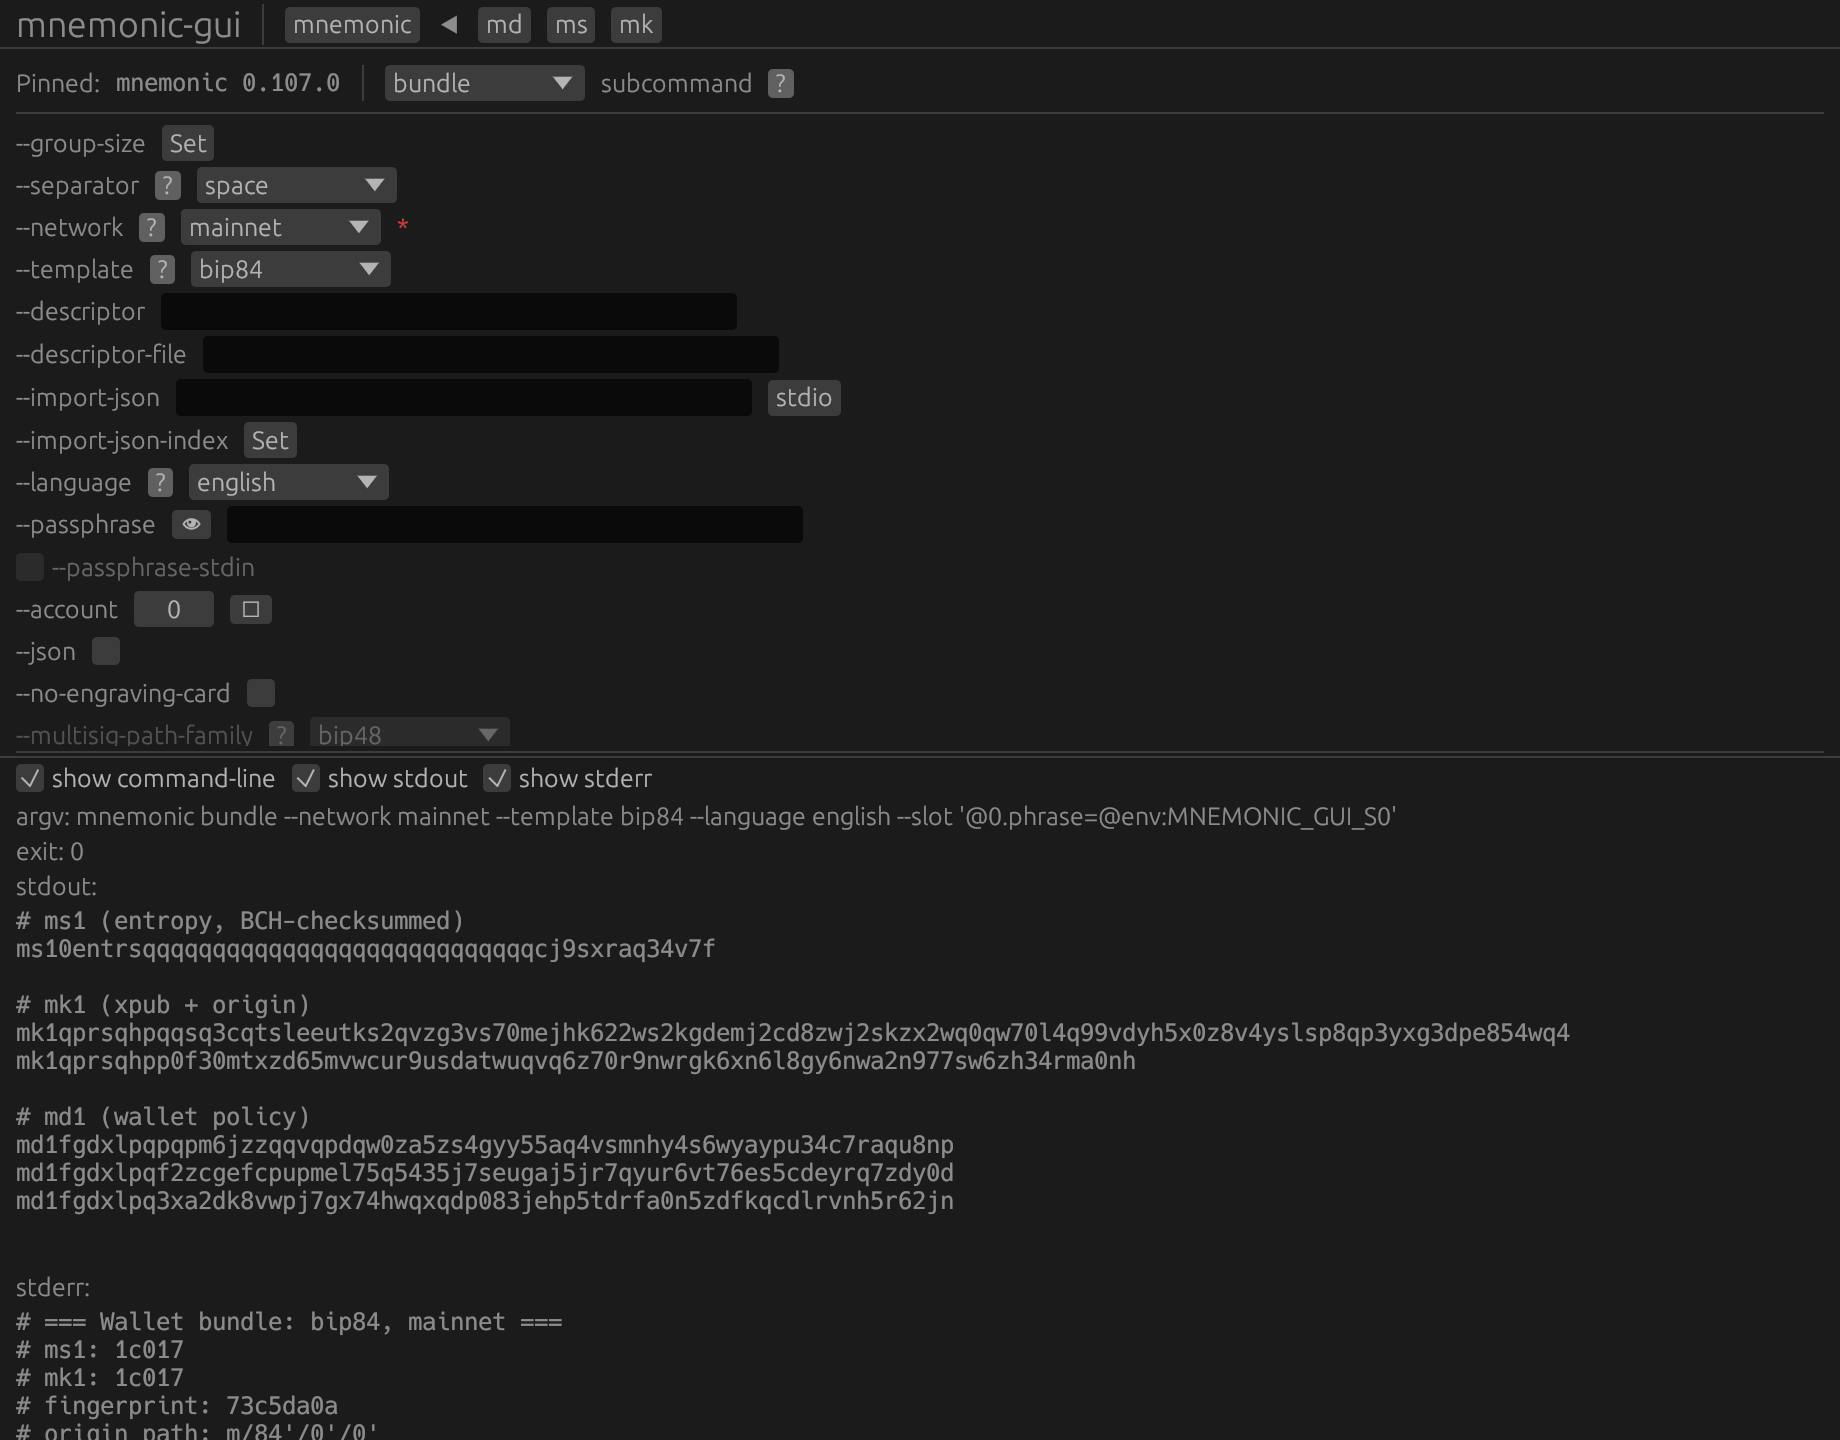 mnemonic-gui mnemonic ◀ md ms mk
Pinned: mnemonic 0.107.0 bundle subcommand ?
--group-size Set
--separator ? space
--network ? mainnet *
--template ? bip84
--descriptor
--descriptor-file
--import-json stdio
--import-json-index Set
--language ? english
--passphrase
--passphrase-stdin
--account 0
--json
--no-engraving-card
--multisig-path-family ? bip48
show command-line show stdout show stderr
argv: mnemonic bundle --network mainnet --template bip84 --language english --slot '@0.phrase=@env:MNEMONIC_GUI_S0'
exit: 0
stdout:
# ms1 (entropy, BCH-checksummed)
ms10entrsqqqqqqqqqqqqqqqqqqqqqqqqqqqqcj9sxraq34v7f
# mk1 (xpub + origin)
mk1qprsqhpqqsq3cqtsleeutks2qvzg3vs70mejhk622ws2kgdemj2cd8zwj2skzx2wq0qw70l4q99vdyh5x0z8v4yslsp8qp3yxg3dpe854wq4
mk1qprsqhpp0f30mtxzd65mvwcur9usdatwuqvq6z70r9nwrgk6xn6l8gy6nwa2n977sw6zh34rma0nh
# md1 (wallet policy)
md1fgdxlpqpqpm6jzzqqvqpdqw0za5zs4gyy55aq4vsmnhy4s6wyaypu34c7raqu8np
md1fgdxlpqf2zcgefcpupmel75q5435j7seugaj5jr7qyur6vt76es5cdeyrq7zdy0d
md1fgdxlpq3xa2dk8vwpj7gx74hwqxqdp083jehp5tdrfa0n5zdfkqcdlrvnh5r62jn
stderr:
# === Wallet bundle: bip84, mainnet ===
# ms1: 1c017
# mk1: 1c017
# fingerprint: 73c5da0a
# origin path: m/84'/0'/0'